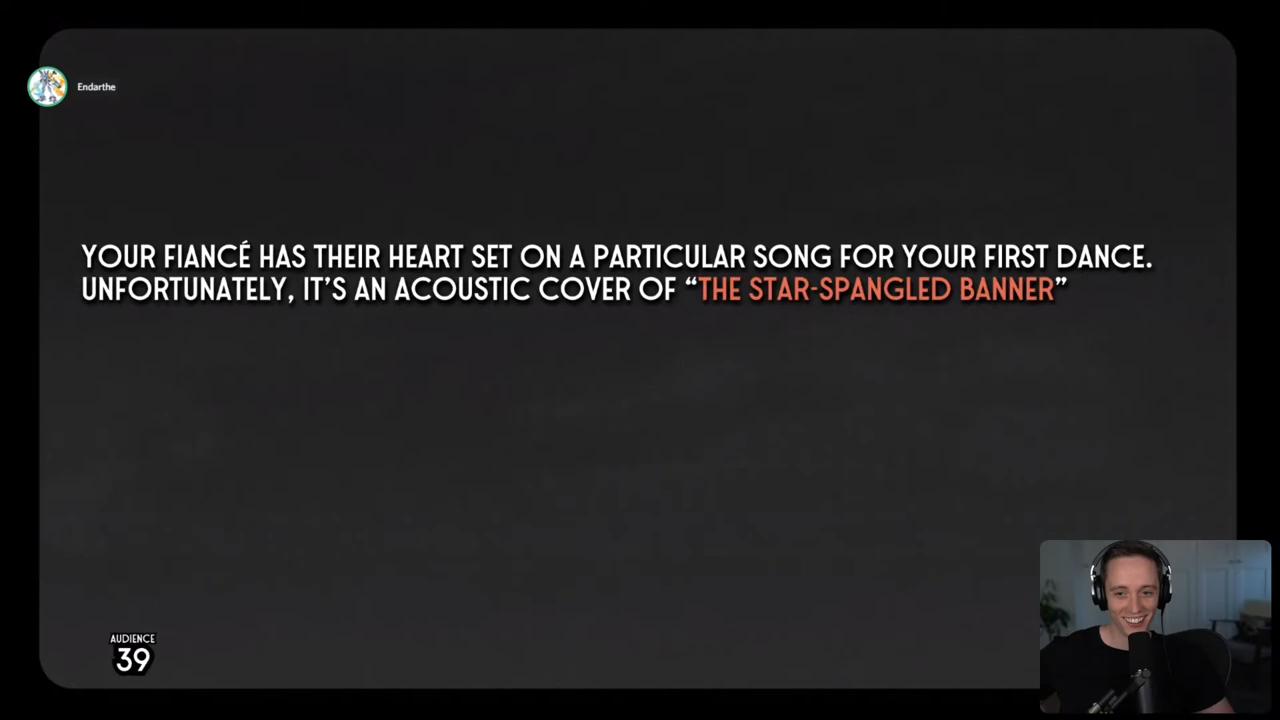 Endarthe
YOUR FIANCÉ HAS THEIR HEART SET ON A PARTICULAR SONG FOR YOUR FIRST DANCE.
UNFORTUNATELY, IT'S AN ACOUSTIC COVER OF “THE STAR-SPANGLED BANNER”
AUDIENCE
39